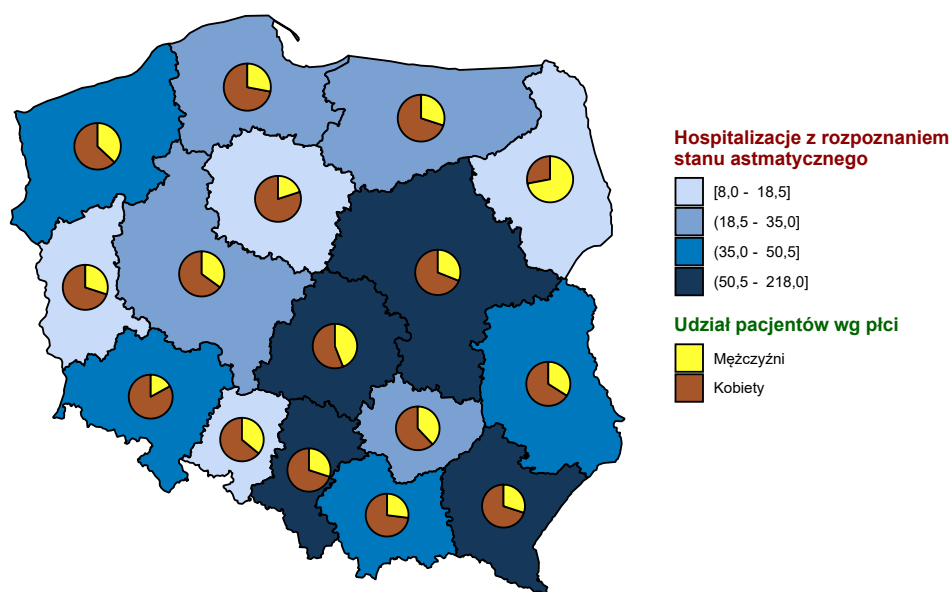 Hospitalizacje z rozpoznaniem
stanu astmatycznego
[8,0 - 18,5]
(18,5 - 35,0]
(35,0 - 50,5]
(50,5 - 218,0]
Udział pacjentów wg płci
Mężczyźni
Kobiety